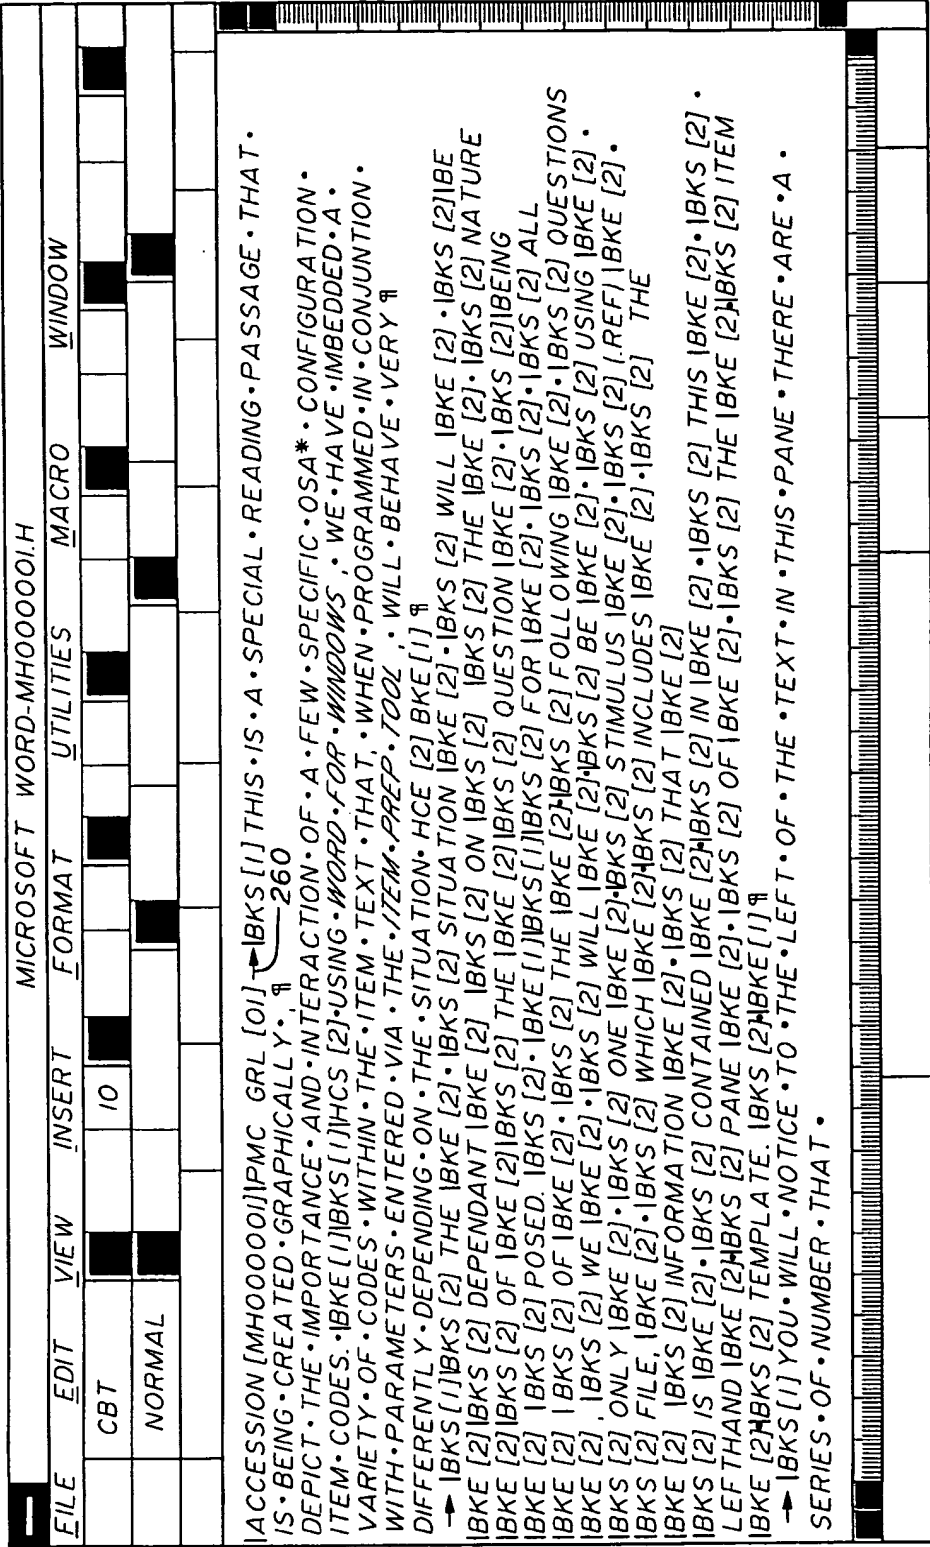 MICROSOFT WORD-MHOOOOOI.H
FILE EDIT VIEW INSERT FORMAT UTILITIES MACRO WINDOW
CBT 10
NORMAL
|ACCESSION [MHOOOOOI]|PMC GRL [OI]→|BKS [I] THIS•IS•A•SPECIAL•READING•PASSAGE•THAT•
IS•BEING•CREATED•GRAPHICALLY•¶
260
DEPICT•THE•IMPORTANCE•AND•INTERACTION•OF•A•FEW•SPECIFIC•OSA*•CONFIGURATION•
ITEM•CODES.•|BKE [I]|BKS [I]|HCS [2]•USING•WORD•FOR•WINDOWS,•WE•HAVE•IMBEDDED•A•
VARIETY•OF•CODES•WITHIN•THE•ITEM•TEXT•THAT,•WHEN•PROGRAMMED•IN•CONJUNTION•
WITH•PARAMETERS•ENTERED•VIA•THE•/ITEM•PREP•TOOL,•WILL•BEHAVE•VERY¶
DIFFERENTLY•DEPENDING•ON•THE•SITUATION•HCE [2] BKE [I] ¶
→ |BKS [I]|BKS [2] THE |BKE [2]•|BKS [2] SITUATION |BKE [2]•|BKS [2] WILL |BKE [2]•|BKS [2]|BE
|BKE [2]|BKS [2] DEPENDANT |BKE [2] |BKS [2] ON |BKS [2] |BKS [2] THE |BKE [2]•|BKS [2] NATURE
|BKE [2]|BKS [2] OF |BKE [2]|BKS [2] THE |BKE [2]|BKS [2] QUESTION |BKE [2]•|BKS [2]|BEING
|BKE [2] |BKS [2] POSED. |BKS [2]•|BKE [I]|BKS [I]|BKS [2] FOR |BKE [2]•|BKS [2]•|BKS [2] ALL
|BKE [2] |BKS [2] OF |BKE [2]•|BKS [2] THE |BKE [2]•|BKS [2] FOLLOWING |BKE [2]•|BKS [2] QUESTIONS
|BKE [2], |BKS [2] WE |BKE [2]•|BKS [2] WILL |BKE [2]•|BKS [2] BE |BKE [2]•|BKS [2] USING |BKE [2]•
|BKS [2] ONLY |BKE [2]•|BKS [2] ONE |BKE [2]•|BKS [2] STIMULUS |BKE [2]•|BKS [2] (.REF) |BKE [2]•
|BKS [2] FILE, |BKE [2]•|BKS [2] WHICH |BKE [2]•|BKS [2] INCLUDES |BKE [2]•|BKS [2] THE
|BKE [2] |BKS [2] INFORMATION |BKE [2]•|BKS [2] THAT |BKE [2]
|BKS [2] IS |BKE [2]•|BKS [2] CONTAINED |BKE [2]•|BKS [2] IN |BKE [2]•|BKS [2] THIS |BKE [2]•|BKS [2]•
LEFTHAND |BKE [2]•|BKS [2] PANE |BKE [2]•|BKS [2] OF |BKE [2]•|BKS [2] THE |BKE [2]•|BKS [2] ITEM
|BKE [2]•|BKS [2] TEMPLATE. |BKS [2]•|BKE [I] ¶
→ |BKS [I] YOU•WILL•NOTICE•TO•THE•LEFT•OF•THE•TEXT•IN•THIS•PANE•THERE•ARE•A•
SERIES•OF•NUMBER•THAT•